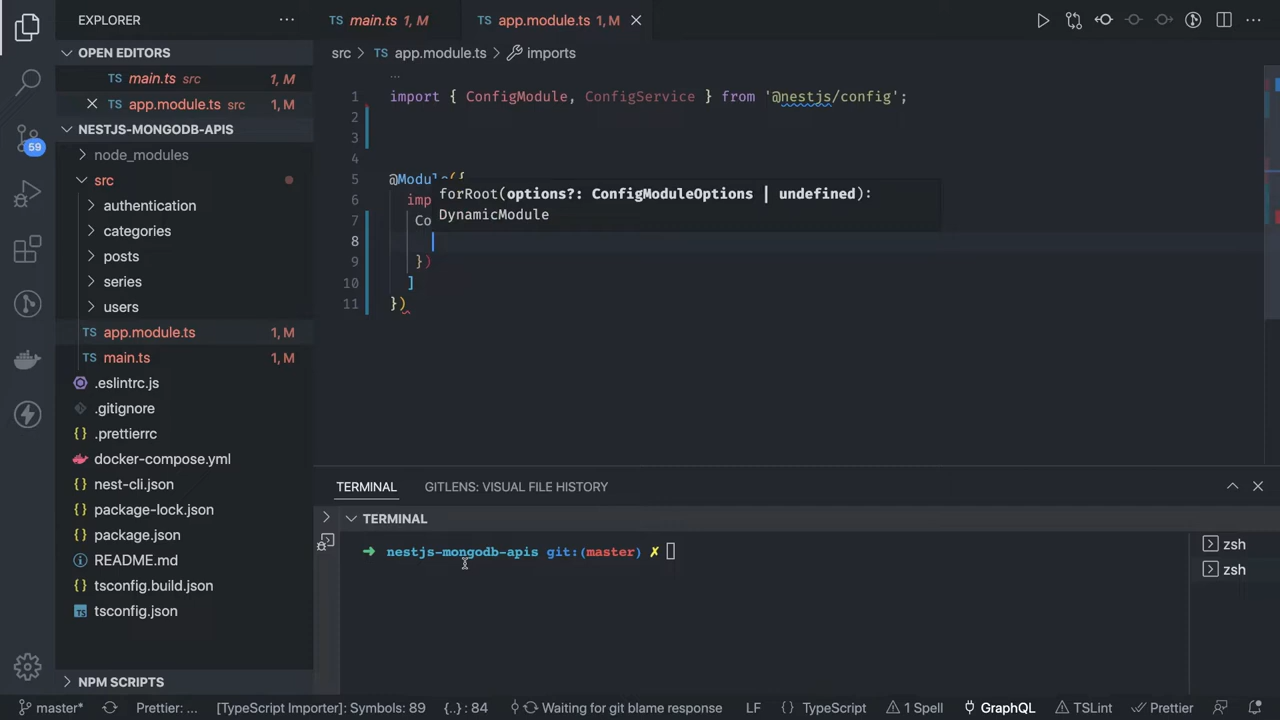 EXPLORER
main.ts 1, M
app.module.ts 1, M
OPEN EDITORS
main.ts src 1, M
app.module.ts src 1, M
NESTJS-MONGODB-APIS
node_modules
src
authentication
categories
posts
series
users
app.module.ts 1, M
main.ts 1, M
.eslintrc.js
.gitignore
.prettierrc
docker-compose.yml
nest-cli.json
package-lock.json
package.json
README.md
tsconfig.build.json
tsconfig.json
NPM SCRIPTS
59
src > TS app.module.ts > imports
...
1 import { ConfigModule, ConfigService } from '@nestjs/config';
2
3
4
5 @Module({
6 imp
7 Co
8
9 })
10 ]
11 })
forRoot(options?: ConfigModuleOptions | undefined):
DynamicModule
TERMINAL GITLENS: VISUAL FILE HISTORY
TERMINAL
➜ nestjs-mongodb-apis git:(master) ✗
zsh
zsh
master* Prettier: ... [TypeScript Importer]: Symbols: 89 {..} : 84 Waiting for git blame response LF {} TypeScript 1 Spell GraphQL TSLint Prettier